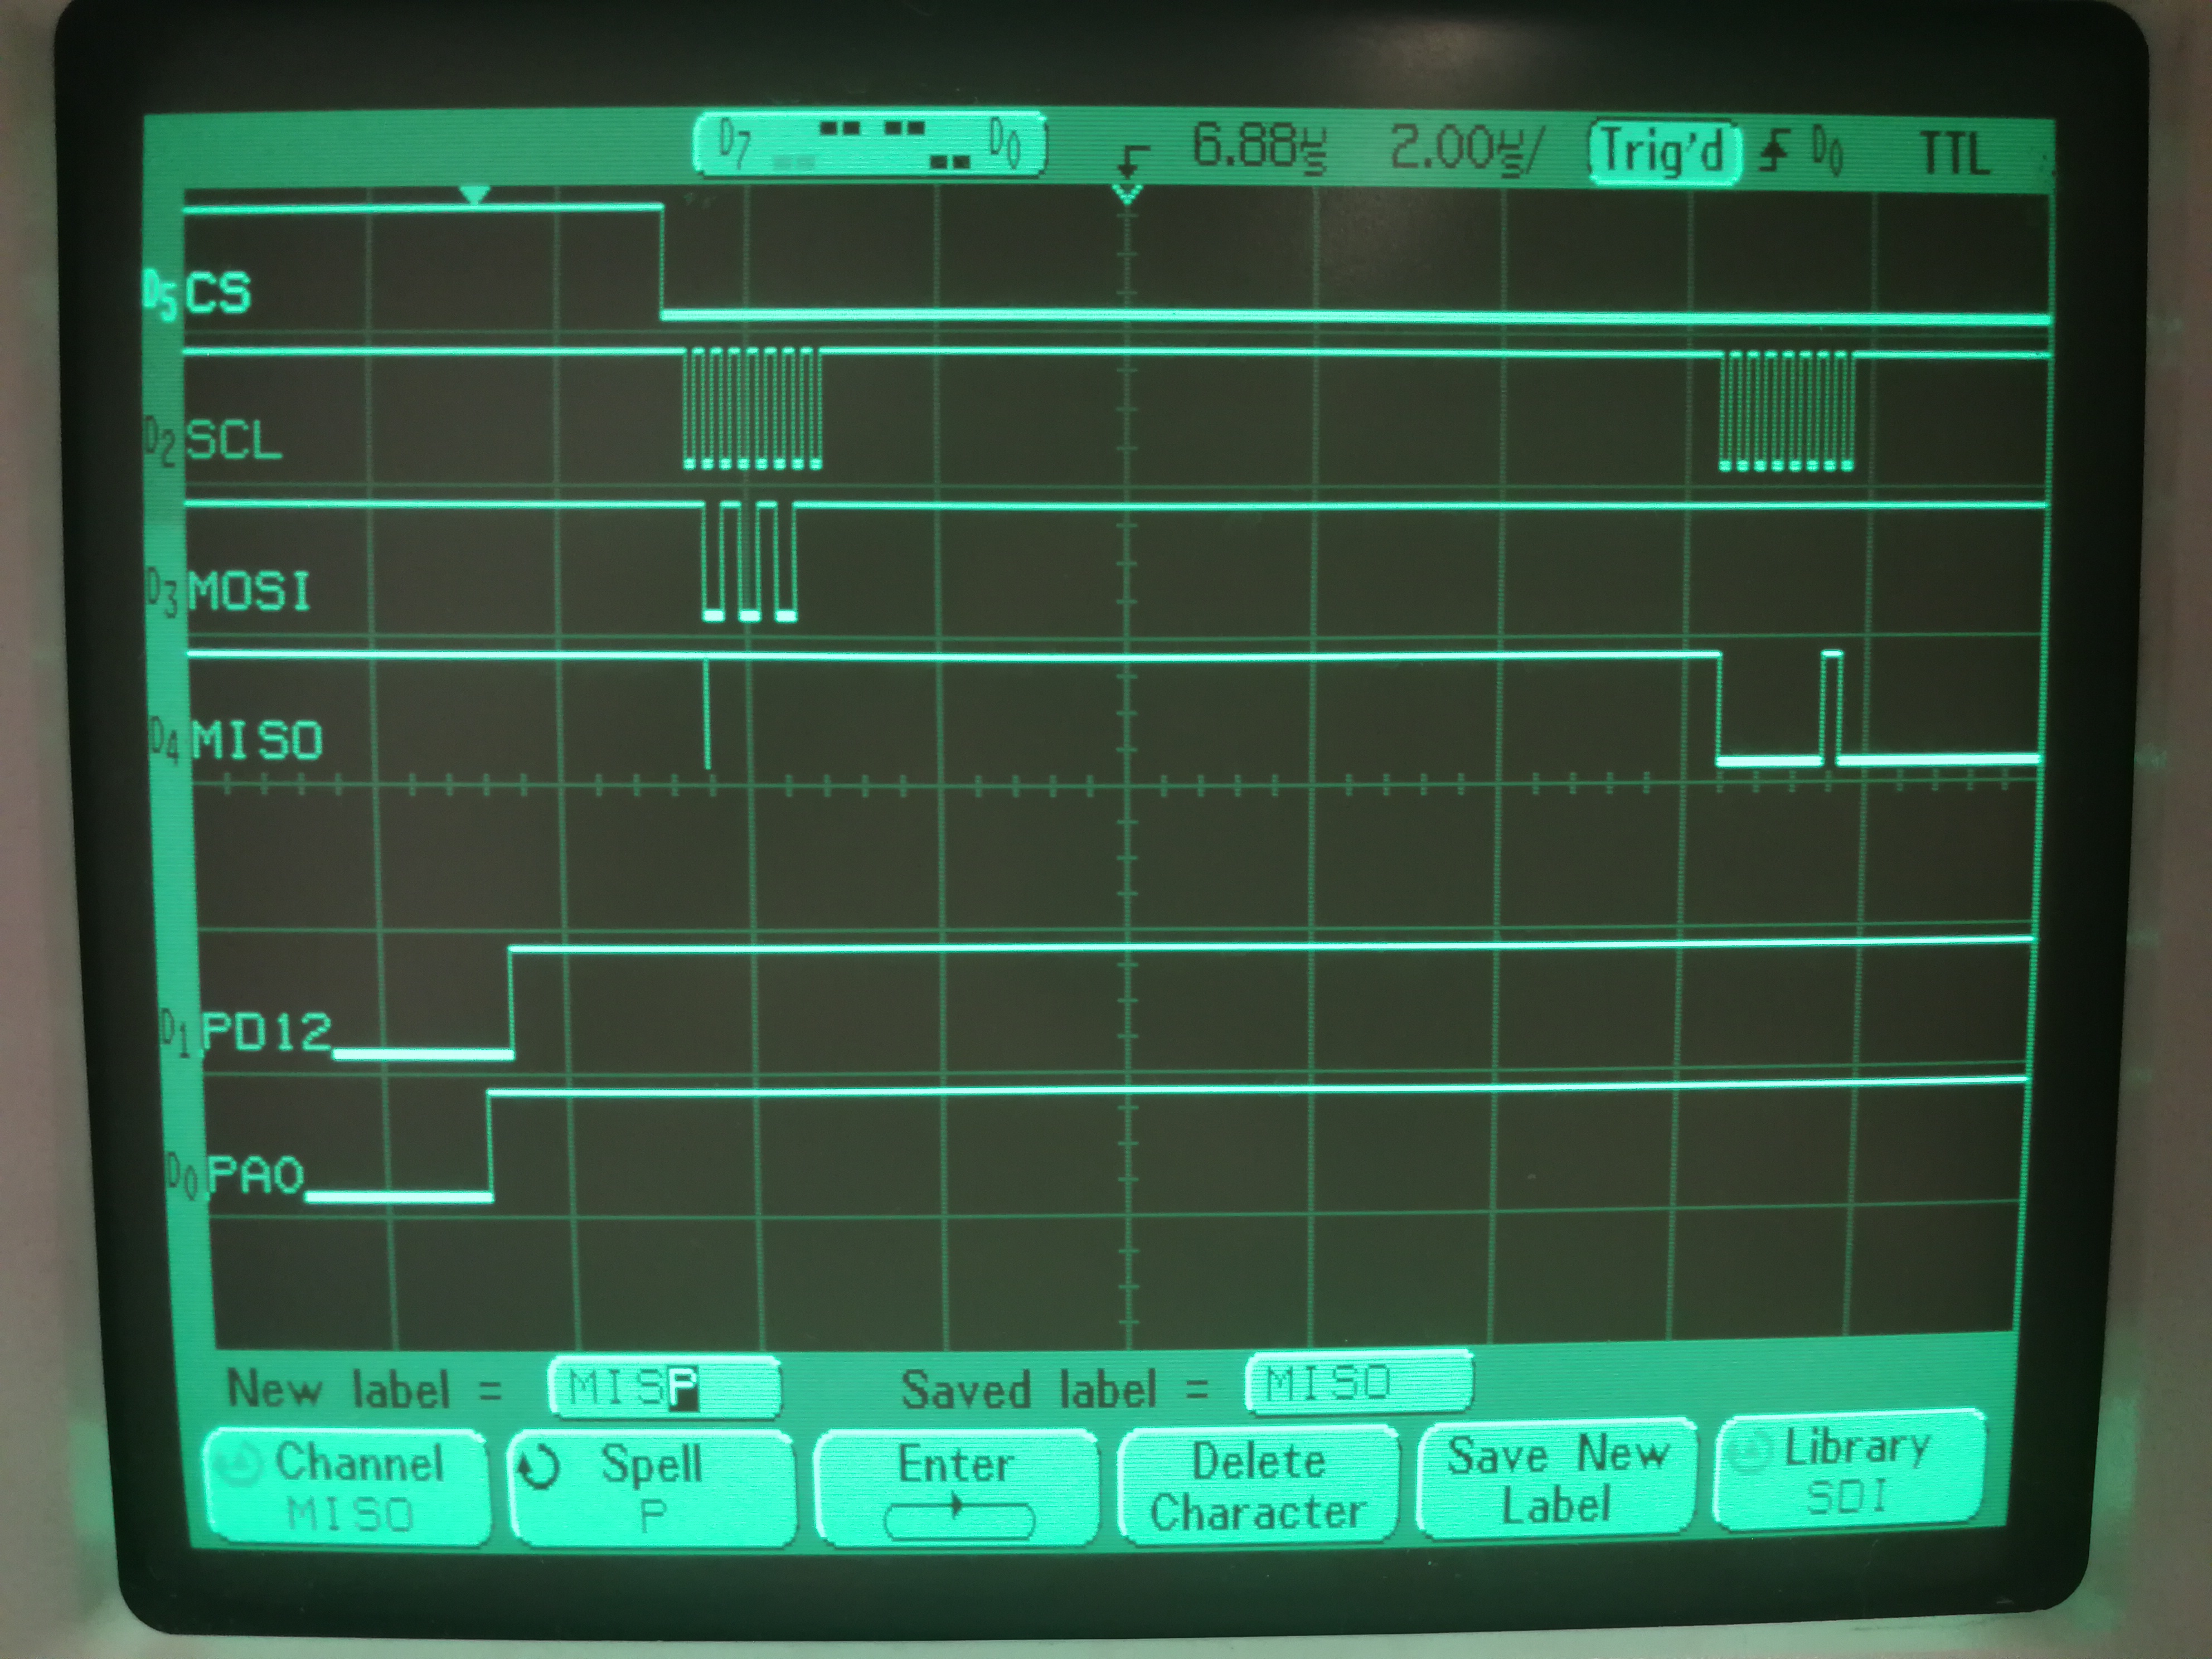 D7 D0 6.88µs 2.00µs/ Trig'd D0 TTL
D5 CS
D2 SCL
D3 MOSI
D4 MISO
D1 PD12
D0 PA0
New label = MISP Saved label = MISO
Channel Spell Enter Delete Save New Library
MISO P Character Label SDI